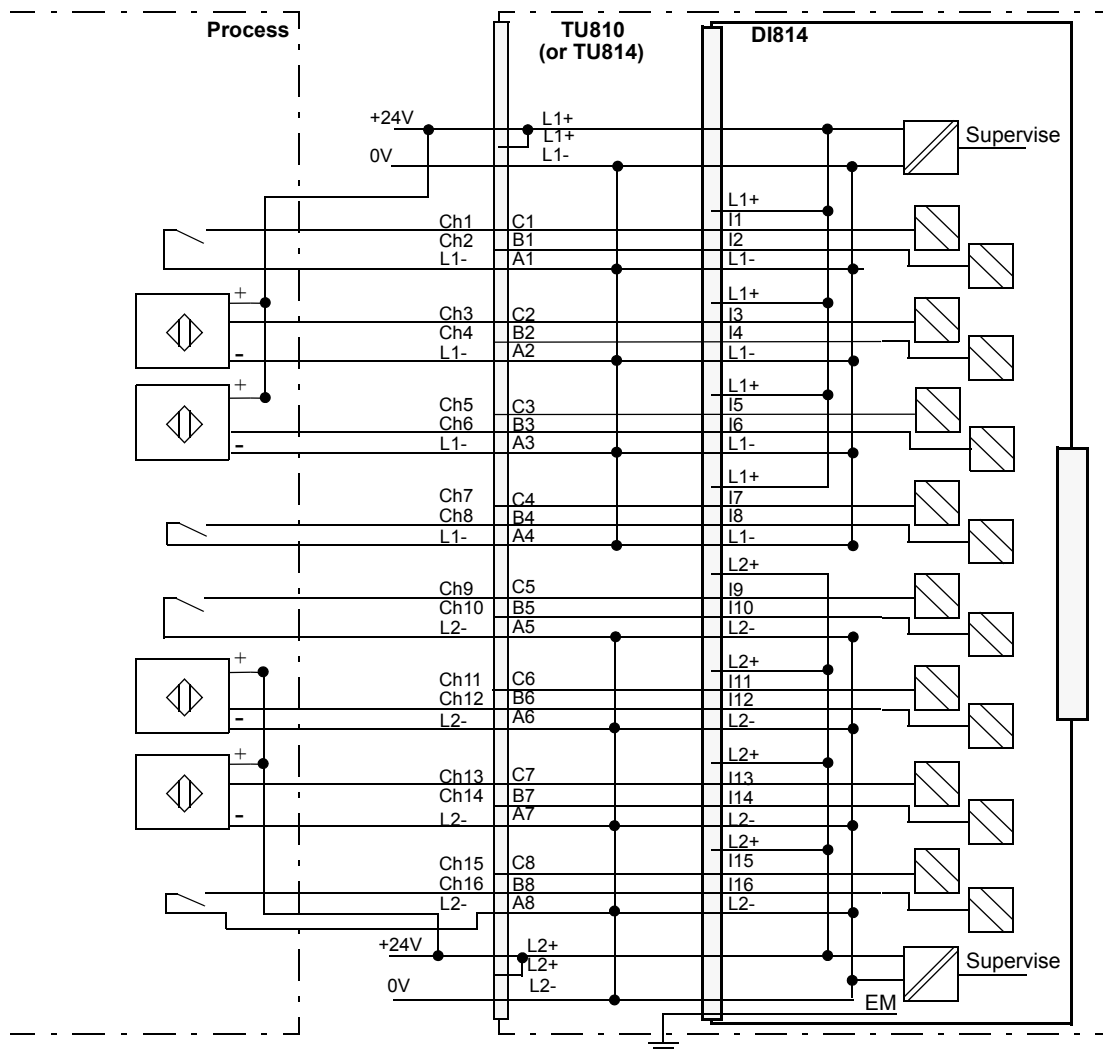 Process
TU810
(or TU814)
DI814
+24V
L1+
L1+
0V
L1-
Supervise
L1+
Ch1 C1 I1
Ch2 B1 I2
L1- A1 L1-
+
L1+
Ch3 C2 I3
Ch4 B2 I4
-
L1- A2 L1-
+
L1+
Ch5 C3 I5
Ch6 B3 I6
-
L1- A3 L1-
L1+
Ch7 C4 I7
Ch8 B4 I8
L1- A4 L1-
L2+
Ch9 C5 I9
Ch10 B5 I10
L2- A5 L2-
+
L2+
Ch11 C6 I11
Ch12 B6 I12
-
L2- A6 L2-
+
L2+
Ch13 C7 I13
Ch14 B7 I14
-
L2- A7 L2-
L2+
Ch15 C8 I15
Ch16 B8 I16
L2- A8 L2-
+24V
L2+
L2+
0V
L2-
Supervise
EM